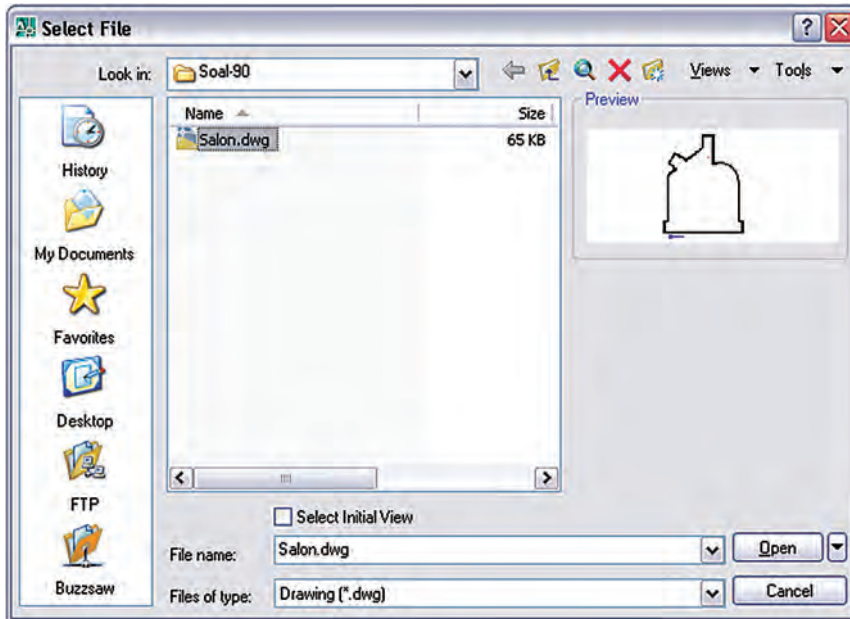 Select File
Look in: Soal-90 Views Tools
Name Size Preview
Salon.dwg 65 KB
History
My Documents
Favorites
Desktop
FTP
Buzzsaw
Select Initial View
File name: Salon.dwg Open
Files of type: Drawing (*.dwg) Cancel